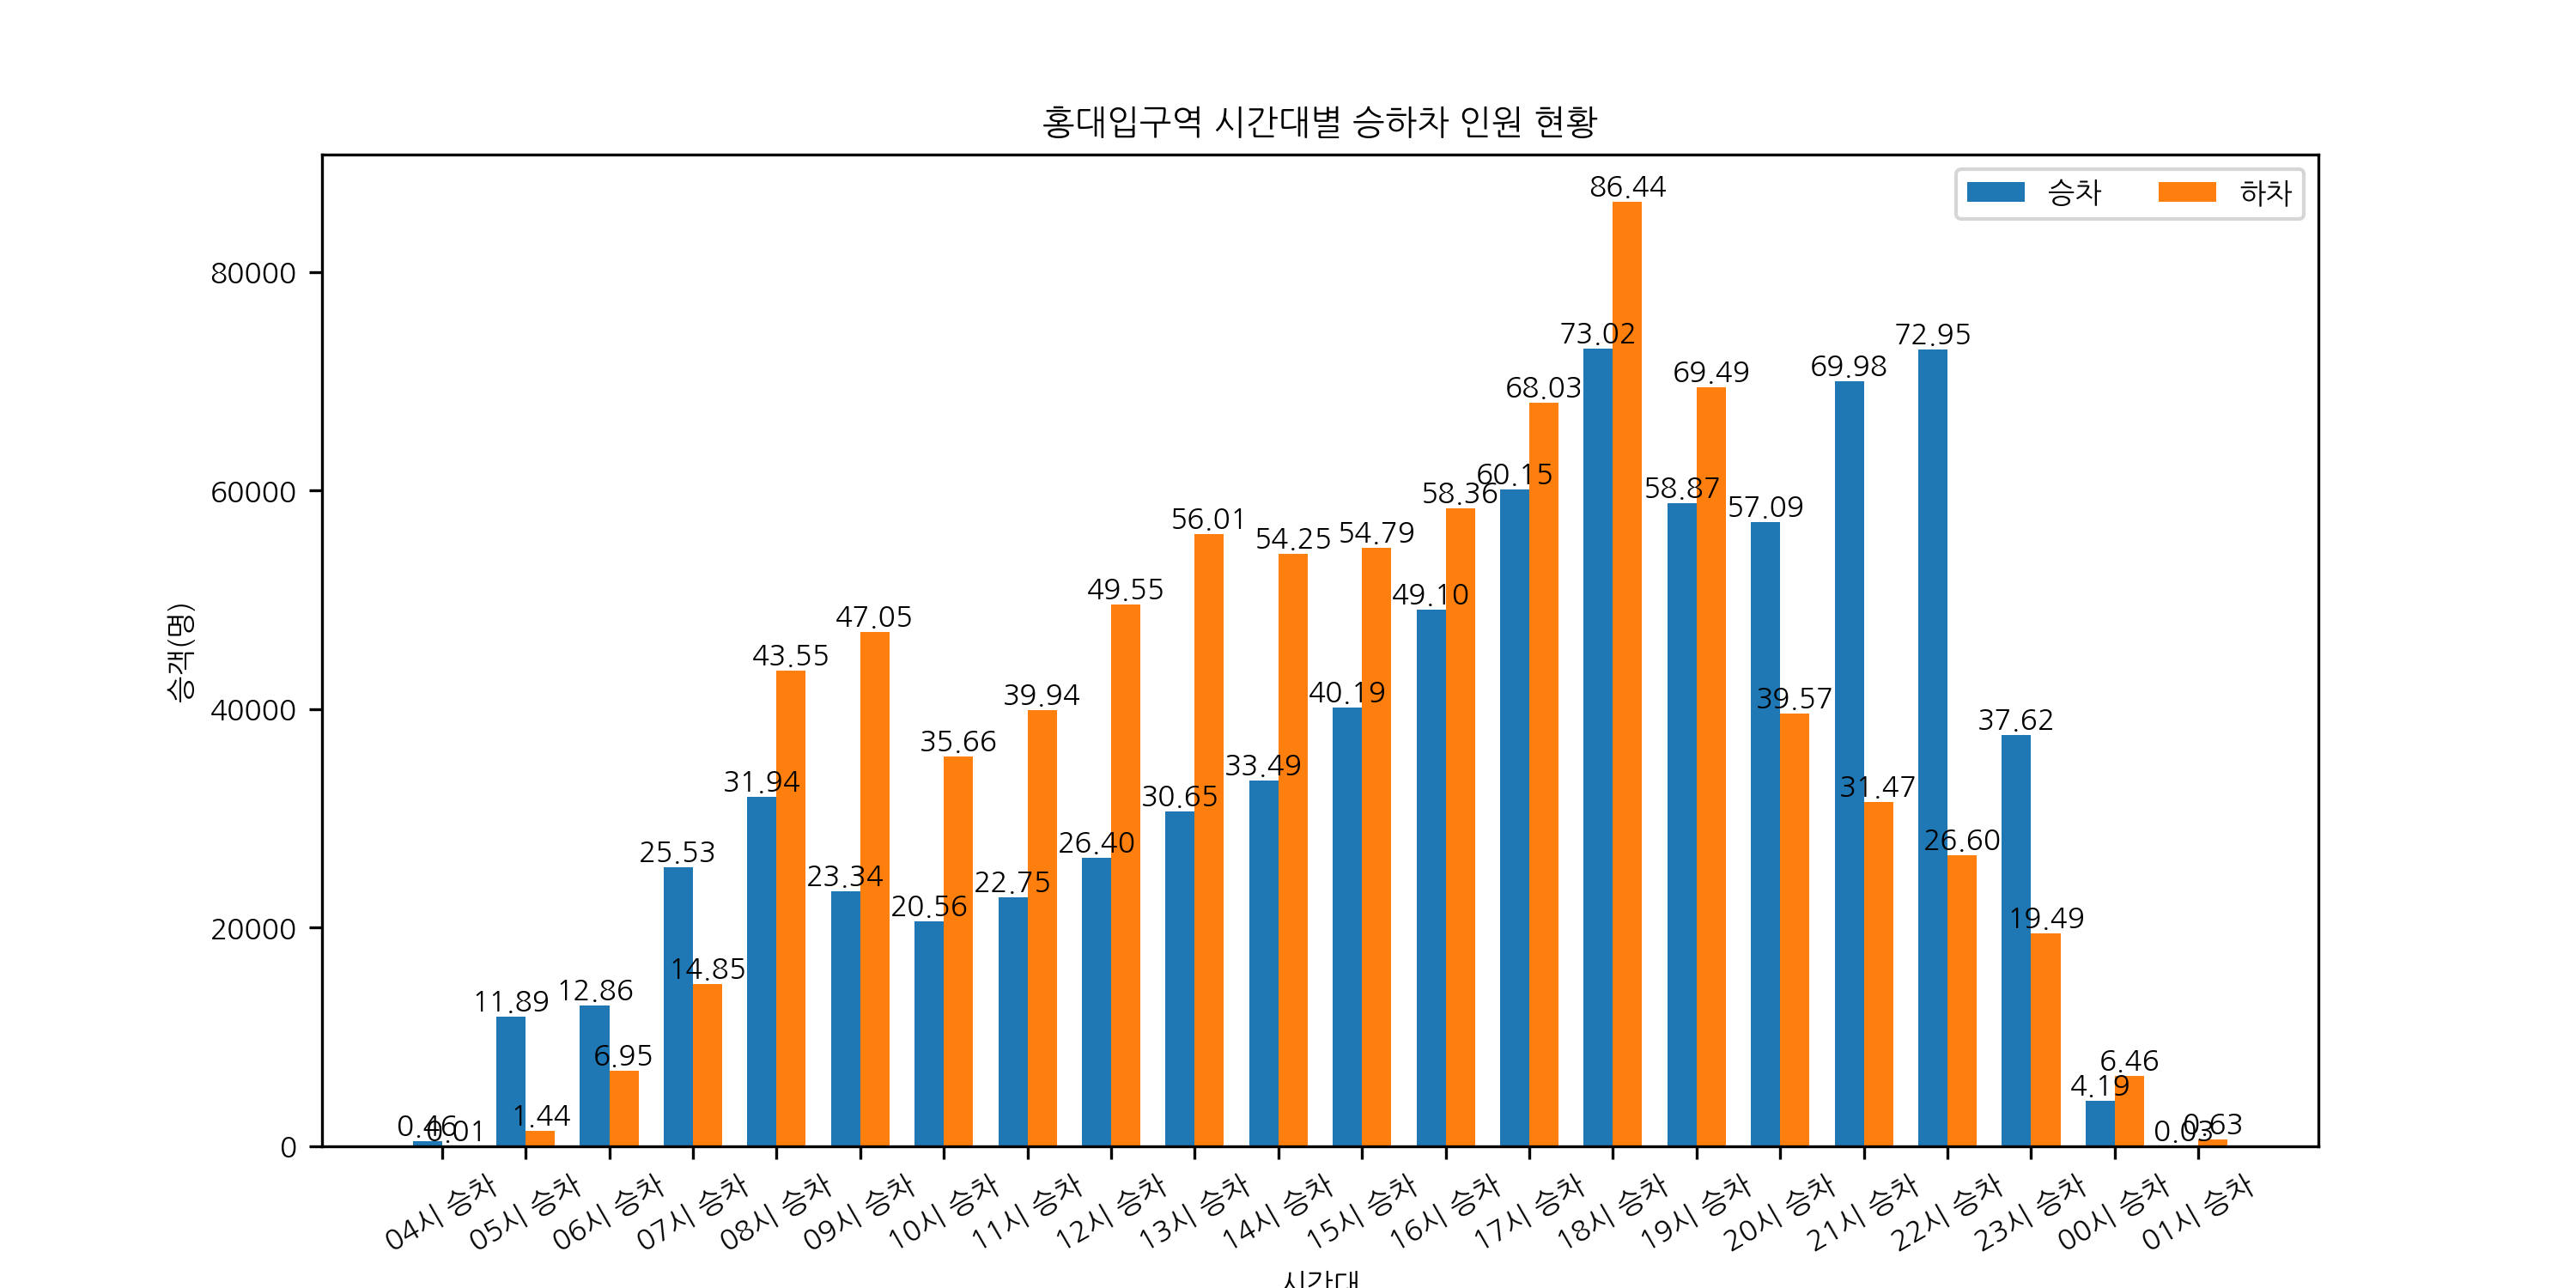 홍대입구역 시간대별 승하차 인원 현황
승차 하차
승객(명)
80000
60000
40000
20000
0
0.46 0.01
11.89 1.44
12.86 6.95
25.53 14.85
31.94 43.55
23.34 47.05
20.56 35.66
22.75 39.94
26.40 49.55
30.65 56.01
33.49 54.25
40.19 54.79
49.10 58.36
60.15 68.03
73.02 86.44
58.87 69.49
57.09 39.57
69.98 31.47
72.95 26.60
37.62 19.49
4.19 6.46
0.03 0.63
04시 승차
05시 승차
06시 승차
07시 승차
08시 승차
09시 승차
10시 승차
11시 승차
12시 승차
13시 승차
14시 승차
15시 승차
16시 승차
17시 승차
18시 승차
19시 승차
20시 승차
21시 승차
22시 승차
23시 승차
00시 승차
01시 승차
시간대